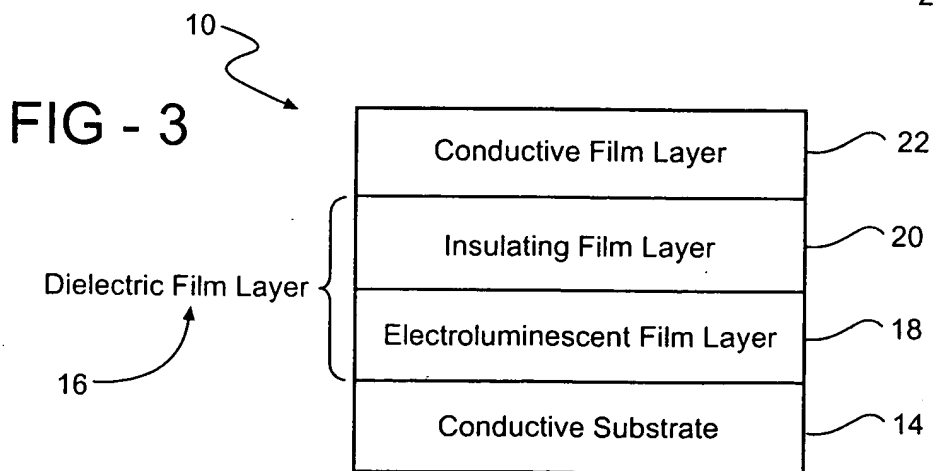 2
10
FIG - 3
Conductive Film Layer
22
Insulating Film Layer
20
Dielectric Film Layer
Electroluminescent Film Layer
18
16
Conductive Substrate
14